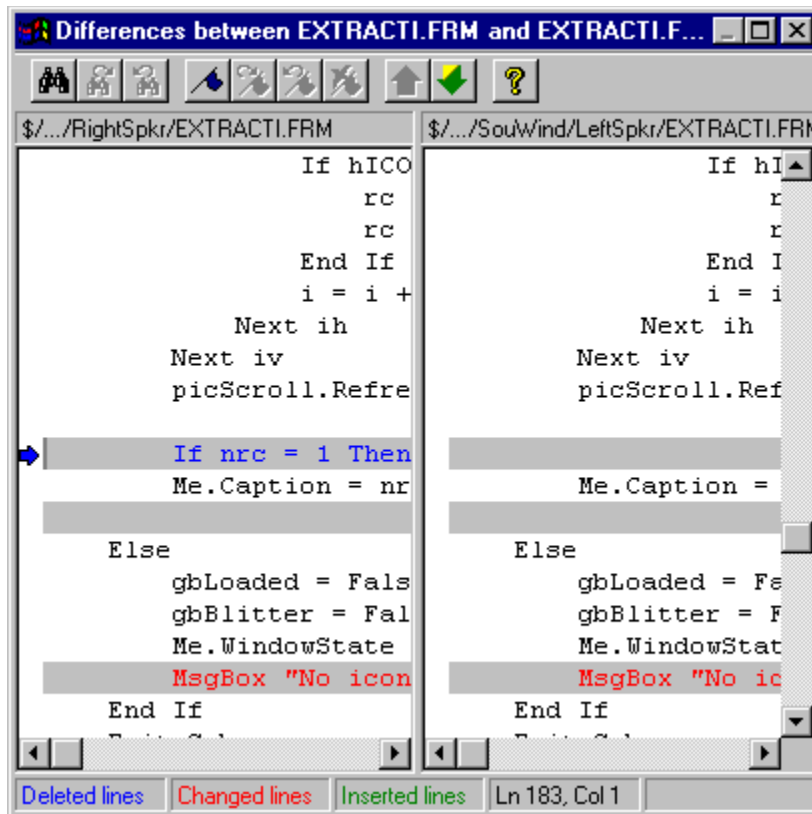 Differences between EXTRACTI.FRM and EXTRACTI.F...
$/.../RightSpkr/EXTRACTI.FRM
If hICO
rc
rc
End If
i = i +
Next ih
Next iv
picScroll.Refre
If nrc = 1 Then
Me.Caption = nr
Else
gbLoaded = Fals
gbBlitter = Fal
Me.WindowState
MsgBox "No icon
End If
$/.../SouWind/LeftSpkr/EXTRACTI.FRM
If hI
r
r
End I
i = i
Next ih
Next iv
picScroll.Ref
Me.Caption =
Else
gbLoaded = Fa
gbBlitter = F
Me.WindowStat
MsgBox "No ic
End If
Deleted lines
Changed lines
Inserted lines
Ln 183, Col 1